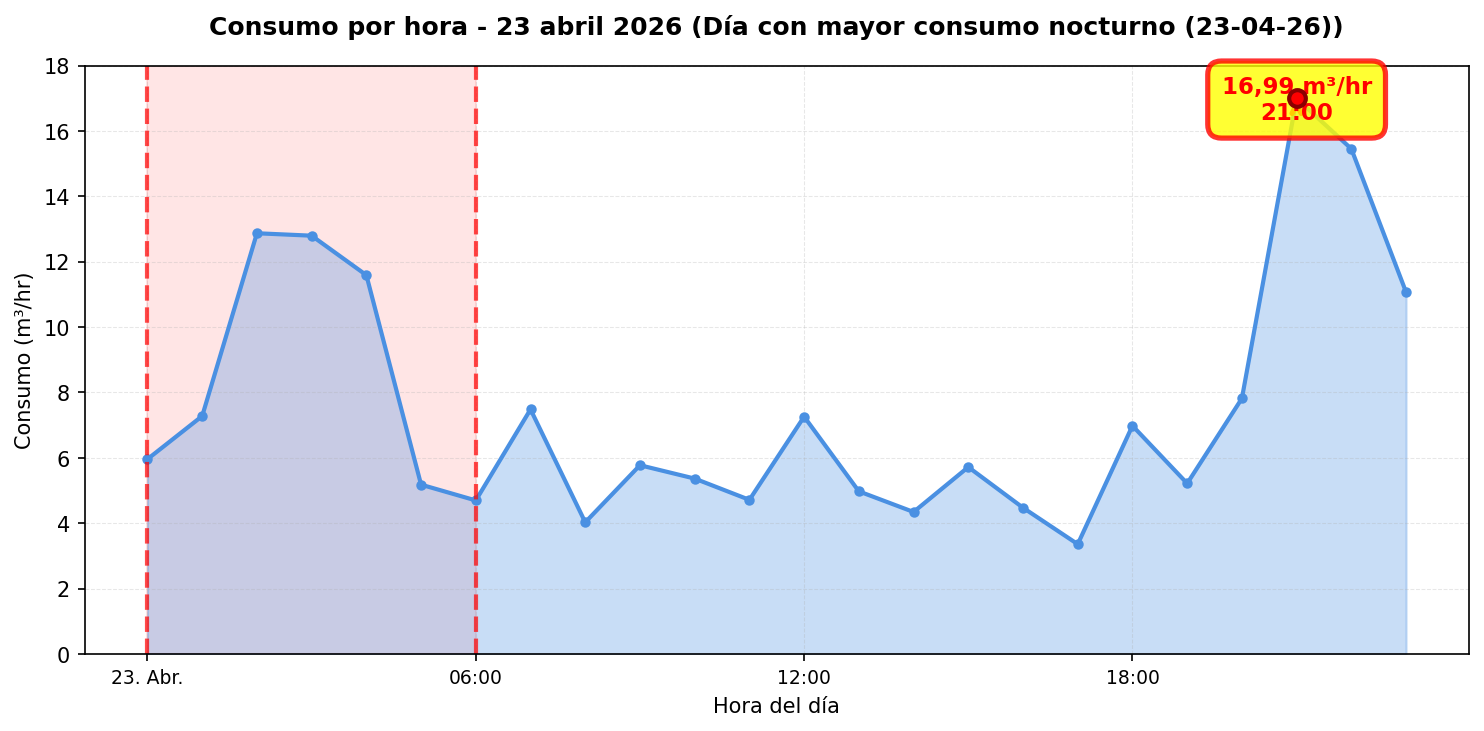 Consumo por hora - 23 abril 2026 (Día con mayor consumo nocturno (23-04-26))
16,99 m³/hr
21:00
Consumo (m³/hr)
18
16
14
12
10
8
6
4
2
0
23. Abr.
06:00
12:00
18:00
Hora del día